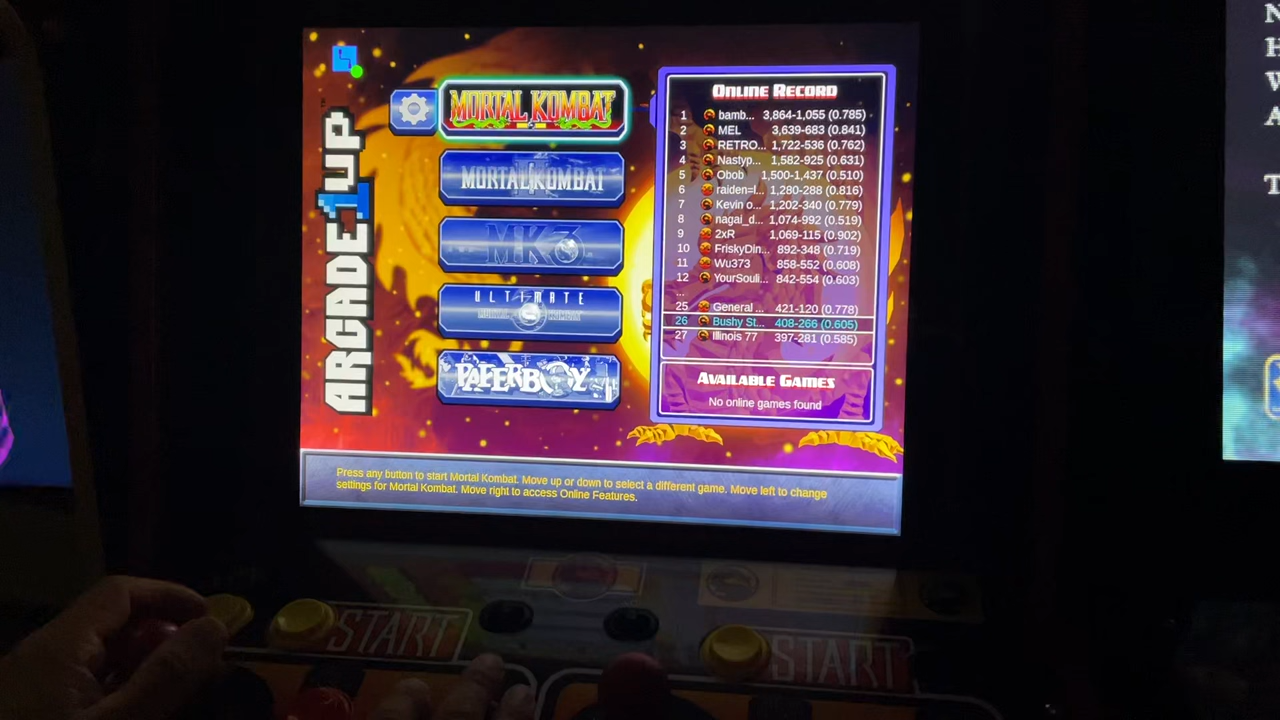 ARCADE1UP
MORTAL KOMBAT
MORTAL KOMBAT II
MK3
ULTIMATE
MORTAL KOMBAT
PAPERBOY
ONLINE RECORD
1 bamb... 3,864-1,055 (0.785)
2 MEL 3,639-683 (0.841)
3 RETRO... 1,722-536 (0.762)
4 Nastyp... 1,582-925 (0.631)
5 Obob 1,500-1,437 (0.510)
6 raiden=l... 1,280-288 (0.816)
7 Kevin o... 1,202-340 (0.779)
8 nagai_d... 1,074-992 (0.519)
9 2xR 1,069-115 (0.902)
10 FriskyDin... 892-348 (0.719)
11 Wu373 858-552 (0.608)
12 YourSouli... 842-554 (0.603)
...
25 General ... 421-120 (0.778)
26 Bushy St... 408-266 (0.605)
27 Illinois 77 397-281 (0.585)
AVAILABLE GAMES
No online games found
Press any button to start Mortal Kombat. Move up or down to select a different game. Move left to change
settings for Mortal Kombat. Move right to access Online Features.
START
START